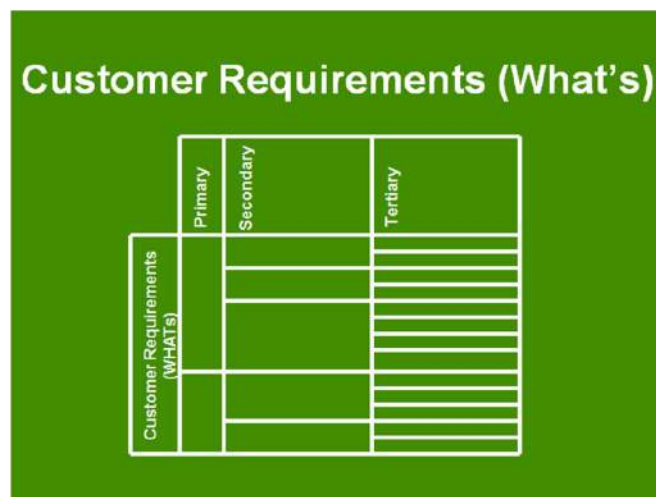 Customer Requirements (What's)
Primary
Secondary
Tertiary
Customer Requirements
(WHATs)